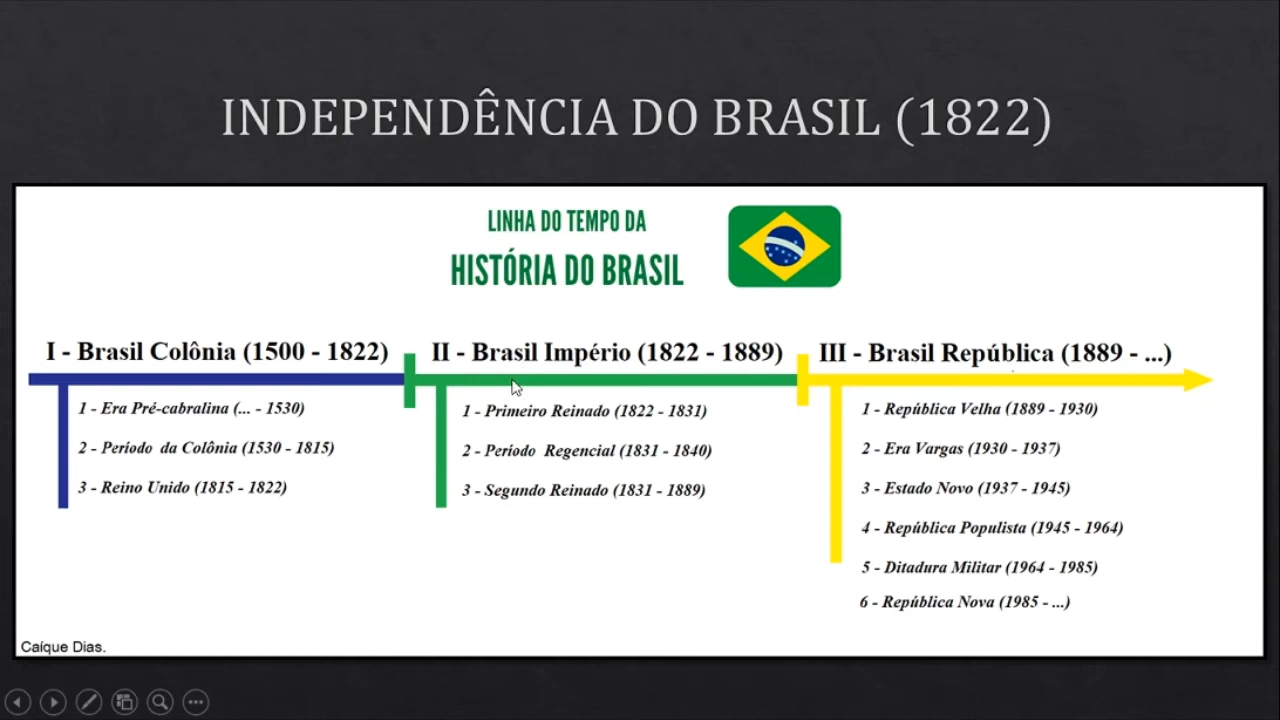 INDEPENDÊNCIA DO BRASIL (1822)
LINHA DO TEMPO DA
HISTÓRIA DO BRASIL
I - Brasil Colônia (1500 - 1822)
1 - Era Pré-cabralina (... - 1530)
2 - Período da Colônia (1530 - 1815)
3 - Reino Unido (1815 - 1822)
II - Brasil Império (1822 - 1889)
1 - Primeiro Reinado (1822 - 1831)
2 - Período Regencial (1831 - 1840)
3 - Segundo Reinado (1831 - 1889)
III - Brasil República (1889 - ...)
1 - República Velha (1889 - 1930)
2 - Era Vargas (1930 - 1937)
3 - Estado Novo (1937 - 1945)
4 - República Populista (1945 - 1964)
5 - Ditadura Militar (1964 - 1985)
6 - República Nova (1985 - ...)
Caíque Dias.